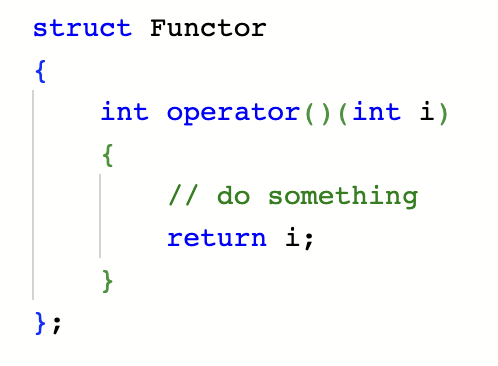 struct Functor
{
    int operator()(int i)
    {
        // do something
        return i;
    }
};